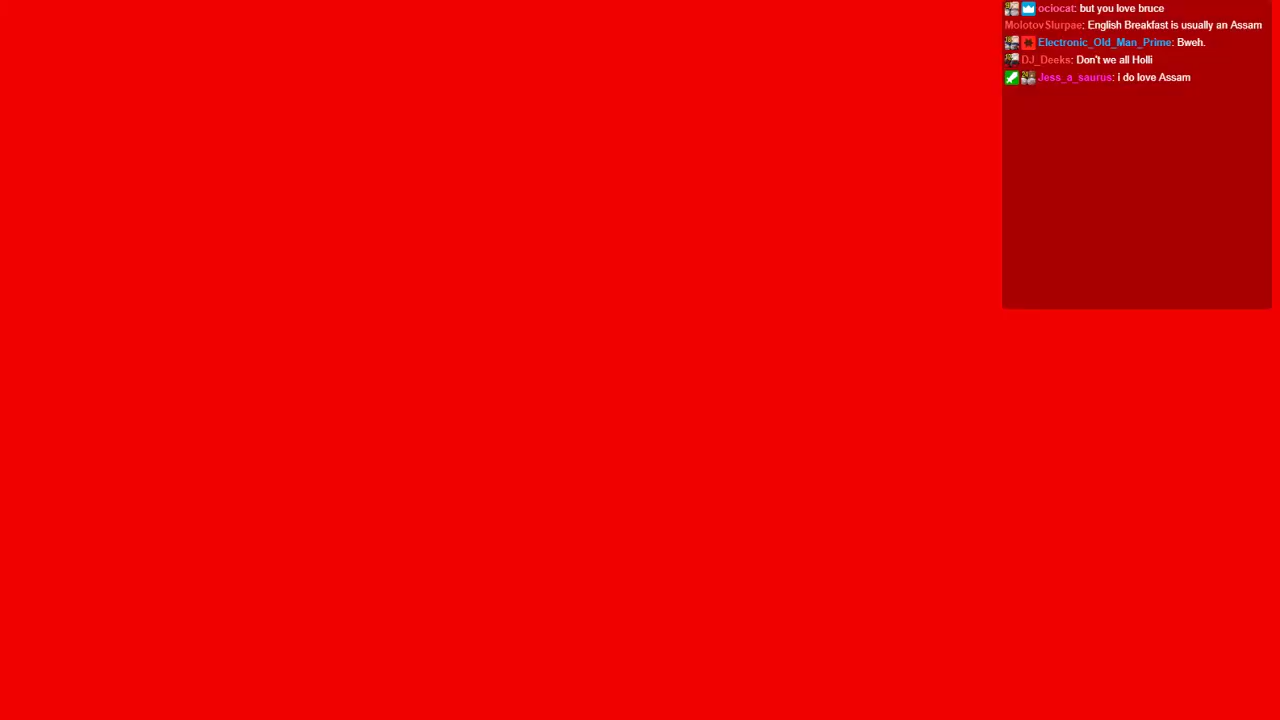 ociocat: but you love bruce
MolotovSlurpae: English Breakfast is usually an Assam
Electronic_Old_Man_Prime: Bweh.
DJ_Deeks: Don't we all Holli
Jess_a_saurus: i do love Assam